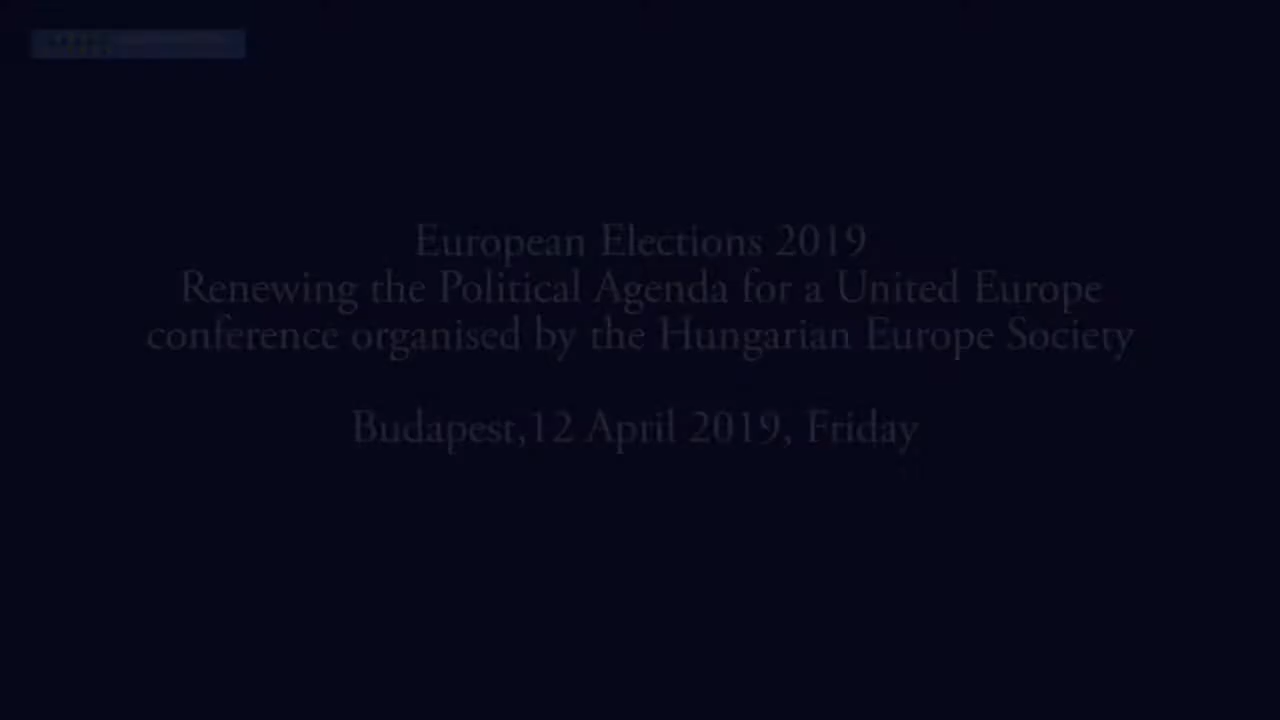 European Elections 2019
Renewing the Political Agenda for a United Europe
conference organised by the Hungarian Europe Society
Budapest,12 April 2019, Friday